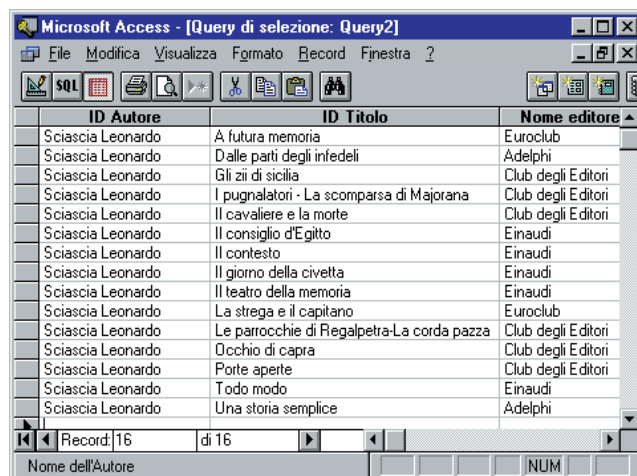 Microsoft Access - [Query di selezione: Query2]
File Modifica Visualizza Formato Record Finestra ?
SQL
ID Autore ID Titolo Nome editore
Sciascia Leonardo A futura memoria Euroclub
Sciascia Leonardo Dalle parti degli infedeli Adelphi
Sciascia Leonardo Gli zii di sicilia Club degli Editori
Sciascia Leonardo I pugnalatori - La scomparsa di Majorana Club degli Editori
Sciascia Leonardo Il cavaliere e la morte Club degli Editori
Sciascia Leonardo Il consiglio d'Egitto Einaudi
Sciascia Leonardo Il contesto Einaudi
Sciascia Leonardo Il giorno della civetta Einaudi
Sciascia Leonardo Il teatro della memoria Einaudi
Sciascia Leonardo La strega e il capitano Euroclub
Sciascia Leonardo Le parrocchie di Regalpetra-La corda pazza Club degli Editori
Sciascia Leonardo Occhio di capra Club degli Editori
Sciascia Leonardo Porte aperte Club degli Editori
Sciascia Leonardo Todo modo Einaudi
Sciascia Leonardo Una storia semplice Adelphi
Record: 16 di 16
Nome dell'Autore NUM